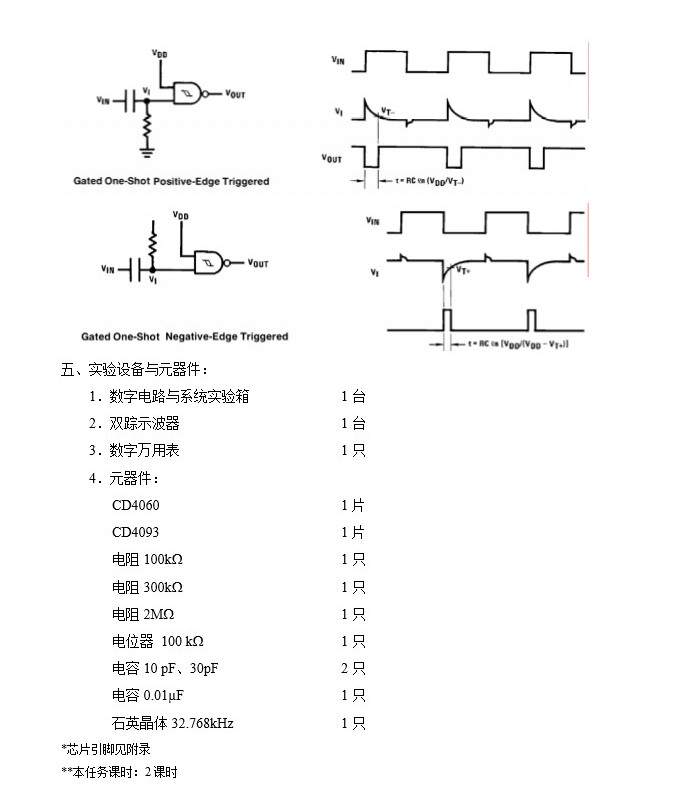 VDD
VIN
VI
VOUT
Gated One-Shot Positive-Edge Triggered
VIN
VI
VT−
VOUT
t = RC ℓn (VDD/VT−)
VDD
VIN
VI
VOUT
Gated One-Shot Negative-Edge Triggered
VIN
VI
VT+
t = RC ℓn [VDD/(VDD − VT+)]
五、实验设备与元器件：
1．数字电路与系统实验箱 1 台
2．双踪示波器 1 台
3．数字万用表 1 只
4．元器件：
CD4060 1 片
CD4093 1 片
电阻 100kΩ 1 只
电阻 300kΩ 1 只
电阻 2MΩ 1 只
电位器 100 kΩ 1 只
电容 10 pF、30pF 2 只
电容 0.01μF 1 只
石英晶体 32.768kHz 1 只
*芯片引脚见附录
**本任务课时：2 课时